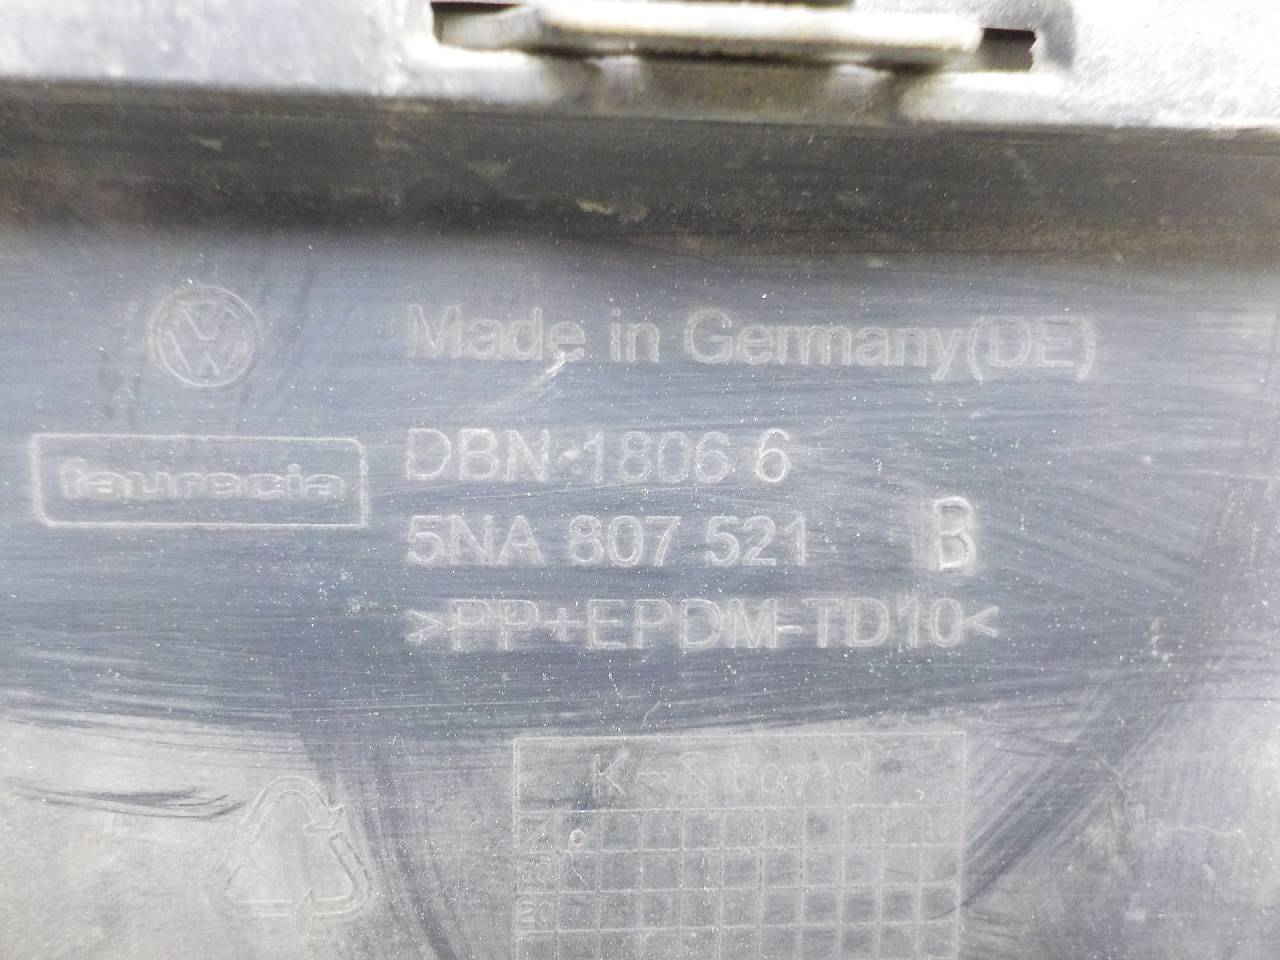 Made in Germany(DE)
faurecia
DBN 1806 6
5NA 807 521 B
>PP+EPDM-TD10<
K-Stand